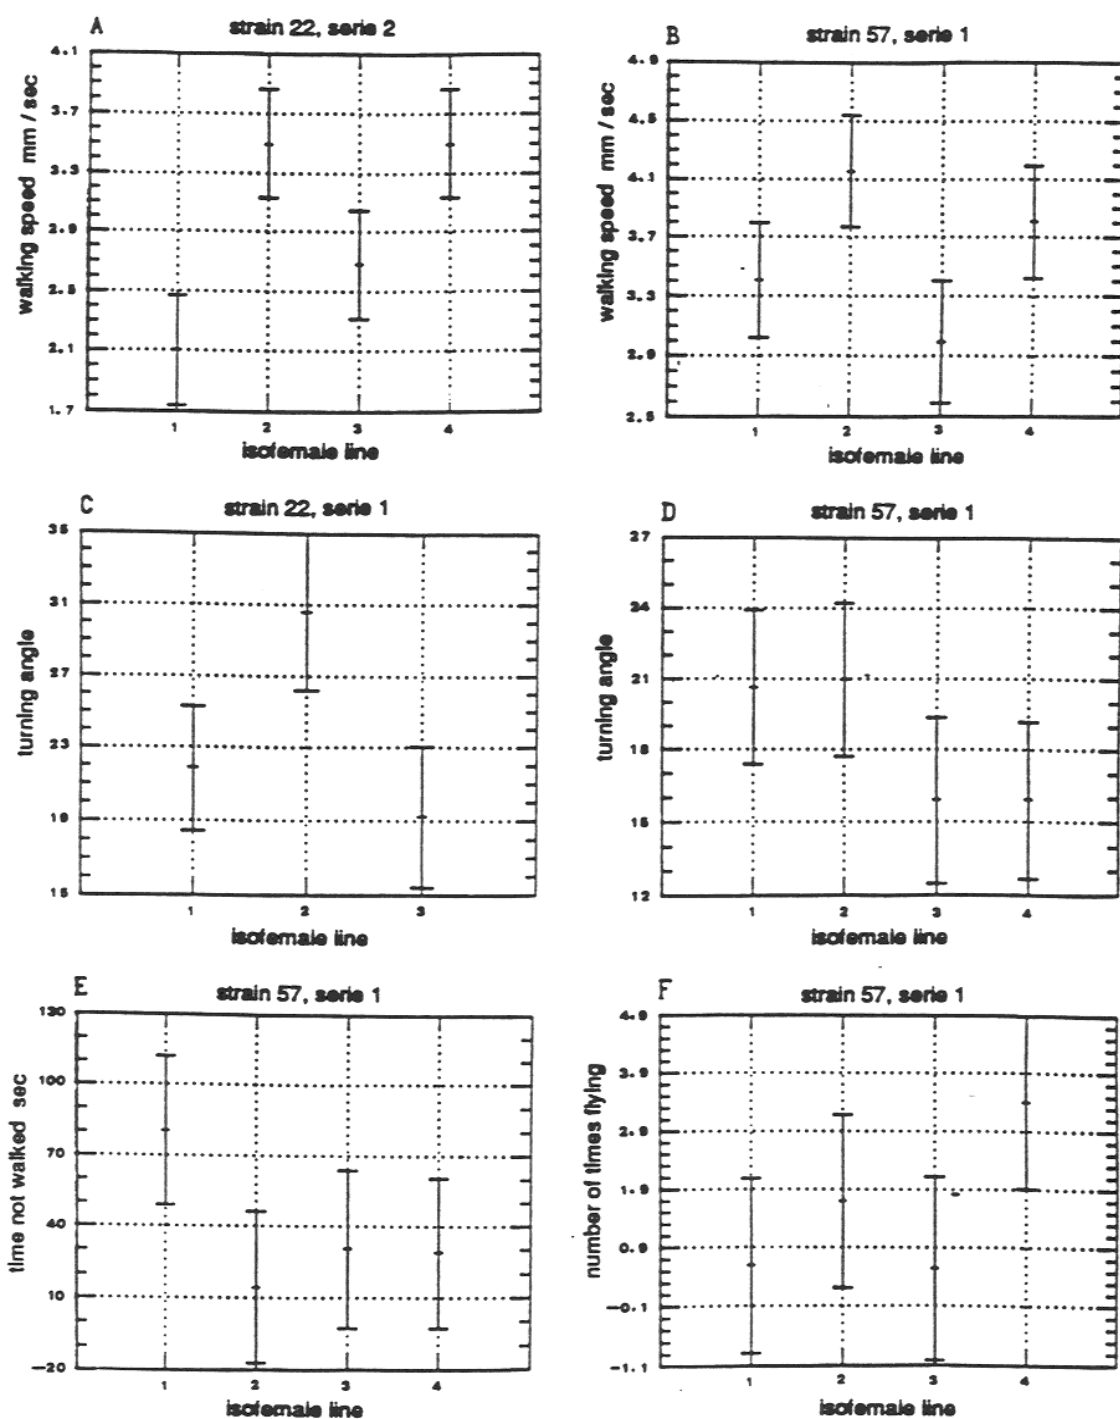 A
strain 22, serie 2
walking speed mm / sec
4.1
3.7
3.3
2.9
2.5
2.1
1.7
1
2
3
4
isofemale line
B
strain 57, serie 1
walking speed mm / sec
4.9
4.5
4.1
3.7
3.3
2.9
2.5
1
2
3
4
isofemale line
C
strain 22, serie 1
turning angle
35
31
27
23
19
15
1
2
3
isofemale line
D
strain 57, serie 1
turning angle
27
24
21
18
15
12
1
2
3
4
isofemale line
E
strain 57, serie 1
time not walked sec
130
100
70
40
10
-20
1
2
3
4
isofemale line
F
strain 57, serie 1
number of times flying
4.9
3.9
2.9
1.9
0.9
-0.1
-1.1
1
2
3
4
isofemale line